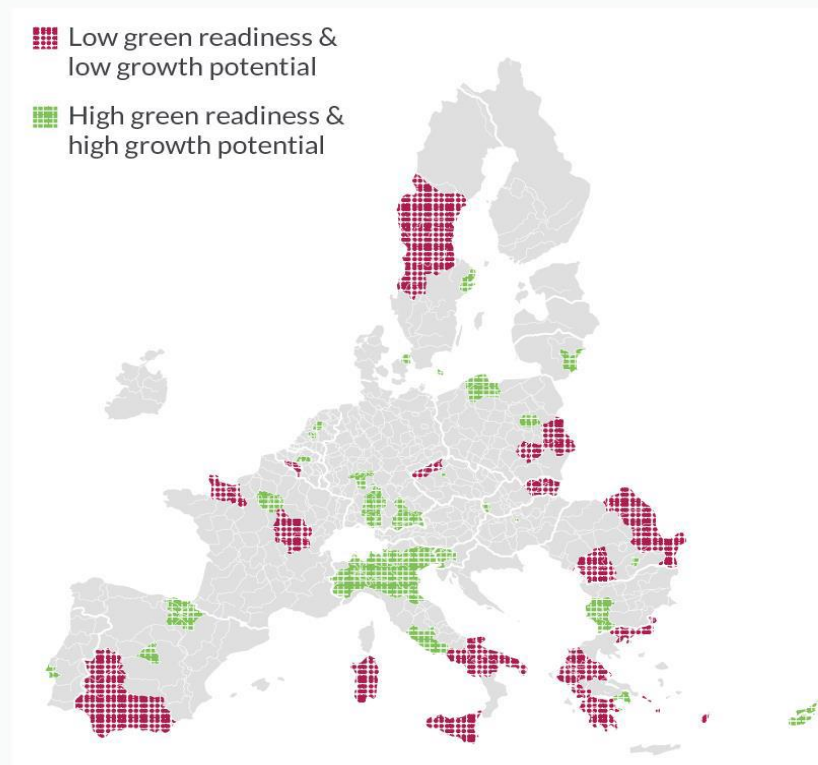 Low green readiness &
low growth potential
High green readiness &
high growth potential